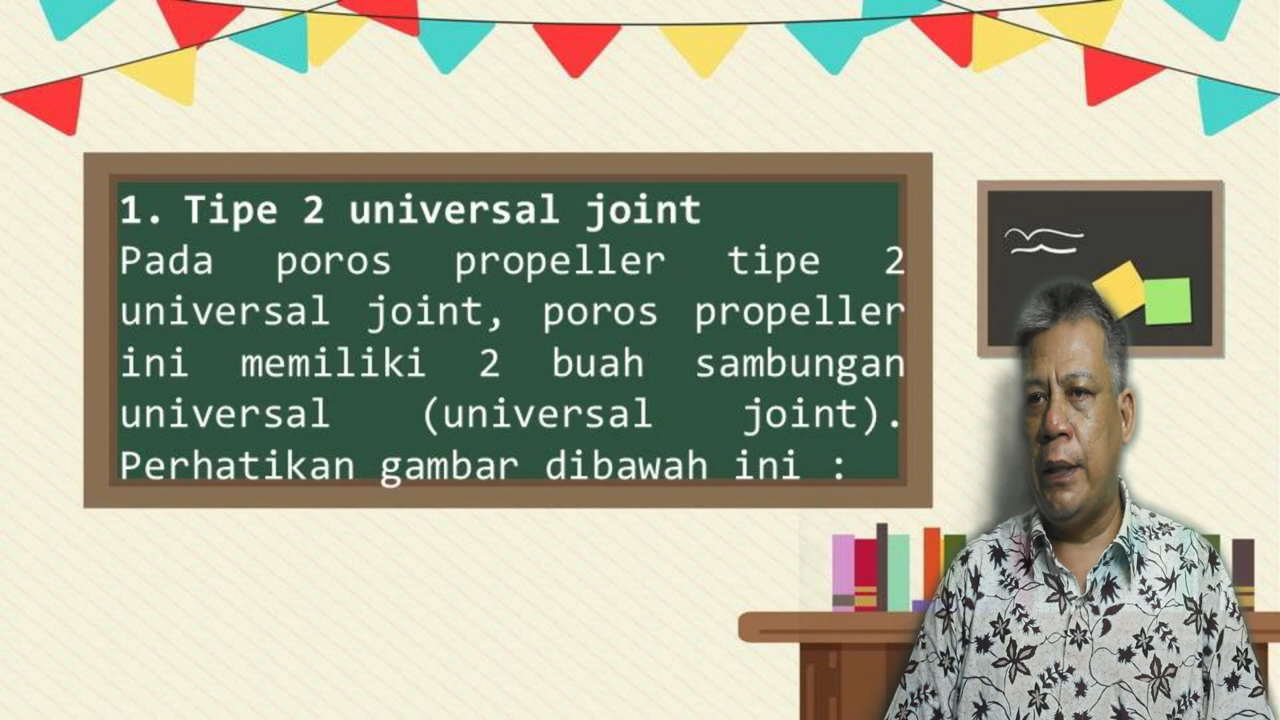 1. Tipe 2 universal joint
Pada poros propeller tipe 2
universal joint, poros propeller
ini memiliki 2 buah sambungan
universal (universal joint).
Perhatikan gambar dibawah ini :